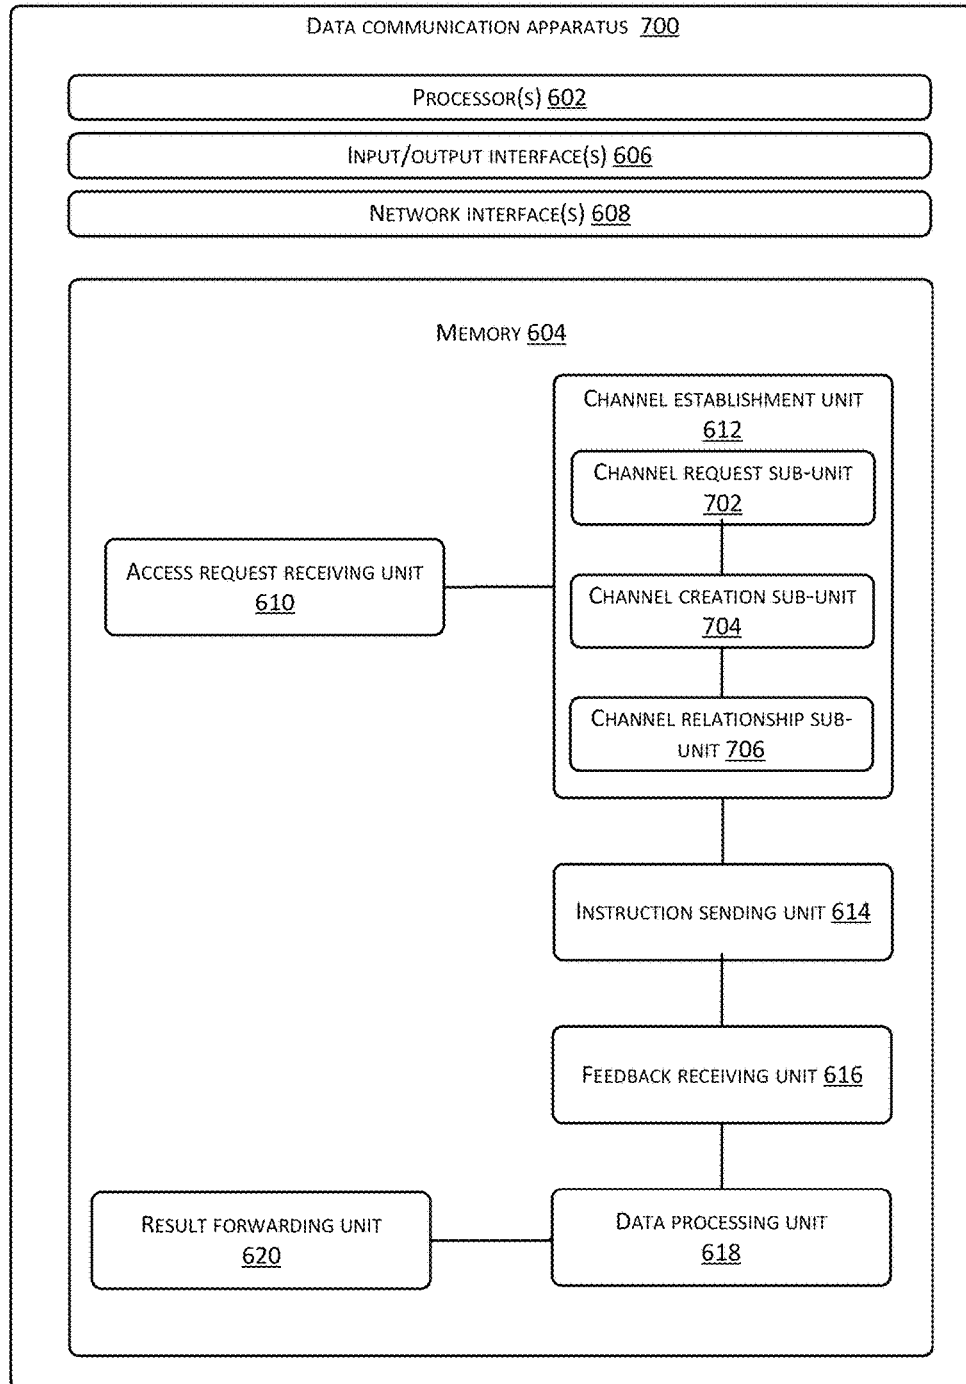 DATA COMMUNICATION APPARATUS 700
PROCESSOR(S) 602
INPUT/OUTPUT INTERFACE(S) 606
NETWORK INTERFACE(S) 608
MEMORY 604
CHANNEL ESTABLISHMENT UNIT
612
CHANNEL REQUEST SUB-UNIT
702
ACCESS REQUEST RECEIVING UNIT
610
CHANNEL CREATION SUB-UNIT
704
CHANNEL RELATIONSHIP SUB-
UNIT 706
INSTRUCTION SENDING UNIT 614
FEEDBACK RECEIVING UNIT 616
RESULT FORWARDING UNIT
620
DATA PROCESSING UNIT
618